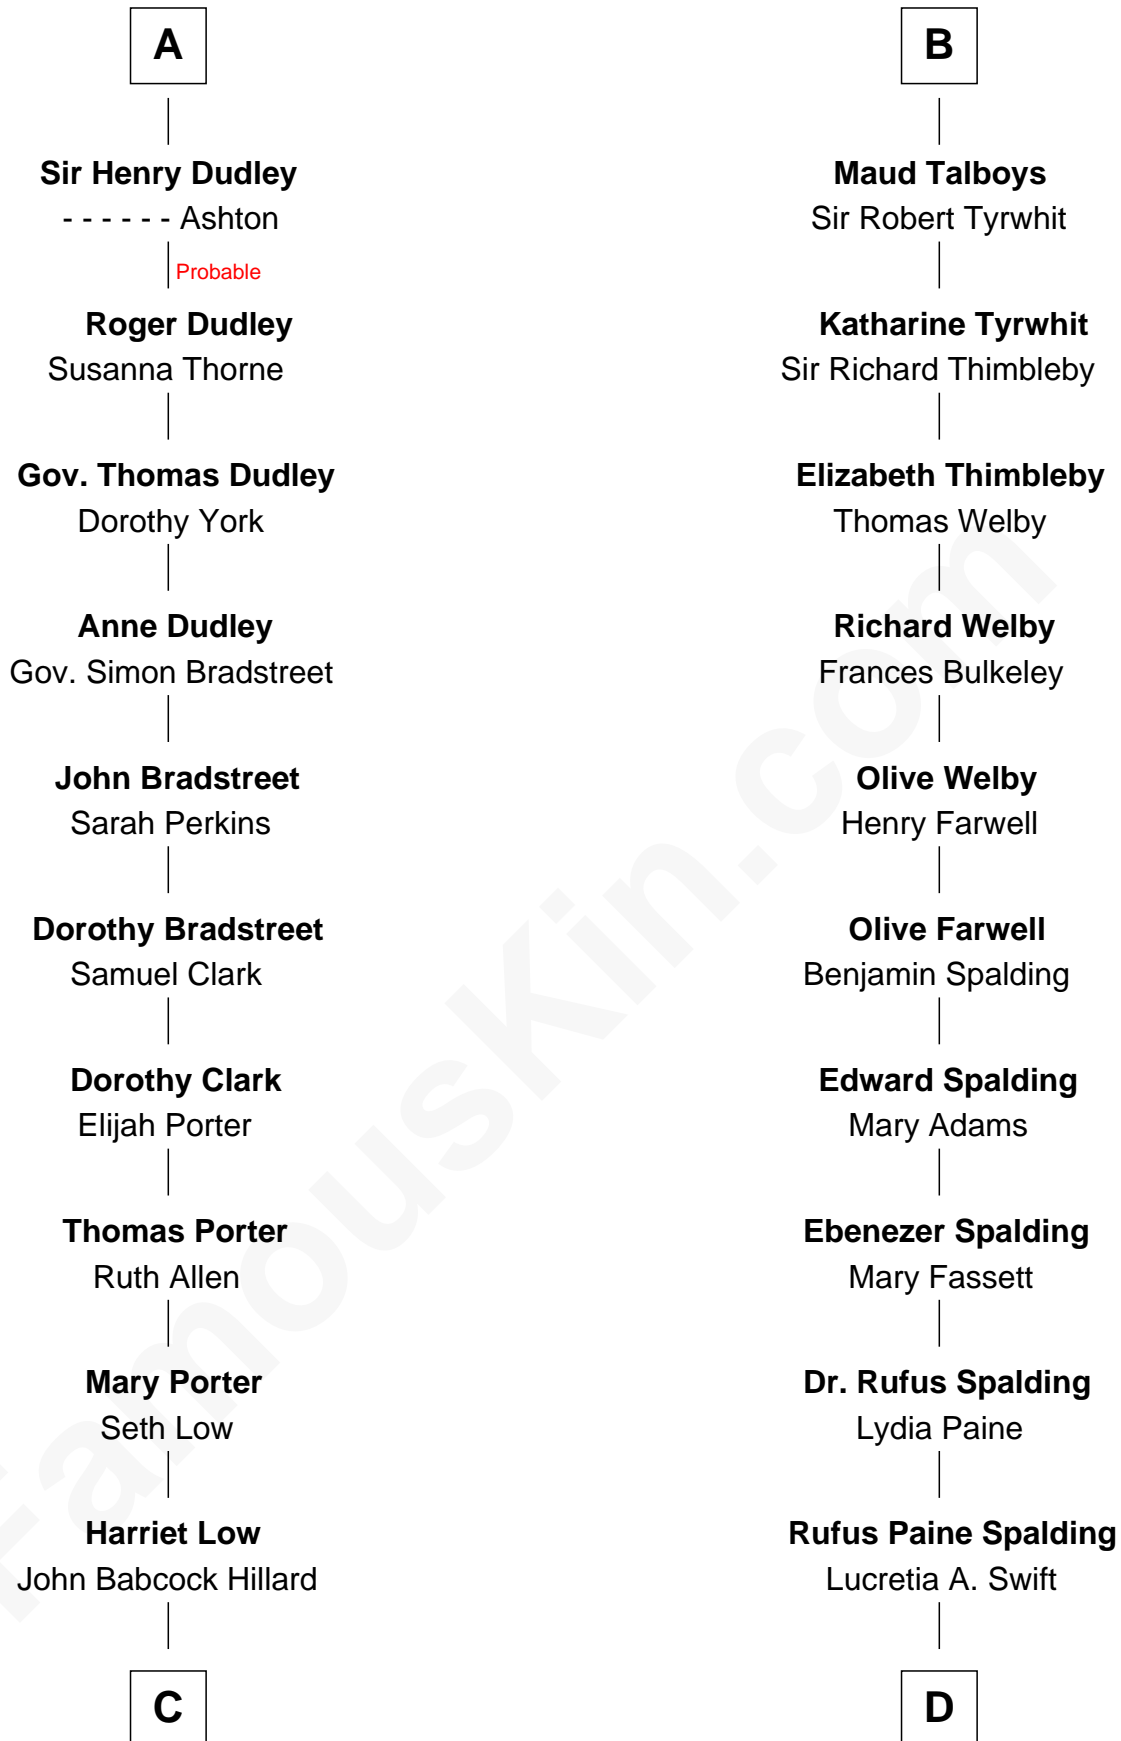 A
Sir Henry Dudley
- - - - - - Ashton
Probable
Roger Dudley
Susanna Thorne
Gov. Thomas Dudley
Dorothy York
Anne Dudley
Gov. Simon Bradstreet
John Bradstreet
Sarah Perkins
Dorothy Bradstreet
Samuel Clark
Dorothy Clark
Elijah Porter
Thomas Porter
Ruth Allen
Mary Porter
Seth Low
Harriet Low
John Babcock Hillard
C
B
Maud Talboys
Sir Robert Tyrwhit
Katharine Tyrwhit
Sir Richard Thimbleby
Elizabeth Thimbleby
Thomas Welby
Richard Welby
Frances Bulkeley
Olive Welby
Henry Farwell
Olive Farwell
Benjamin Spalding
Edward Spalding
Mary Adams
Ebenezer Spalding
Mary Fassett
Dr. Rufus Spalding
Lydia Paine
Rufus Paine Spalding
Lucretia A. Swift
D
FamousKin.com